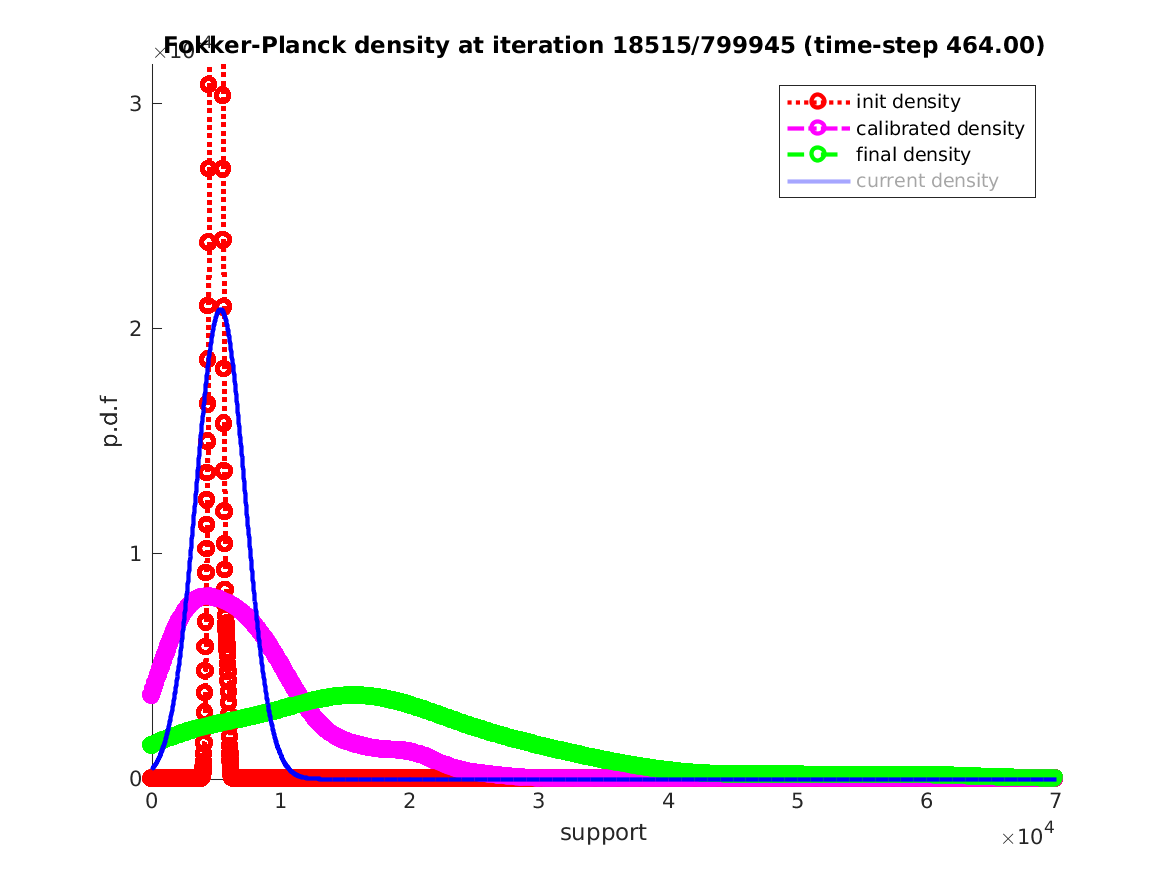 Fokker-Planck density at iteration 18515/799945 (time-step 464.00)
init density
calibrated density
final density
current density
3
2
1
0
p.d.f
0 1 2 3 4 5 6 7
support
×10^4